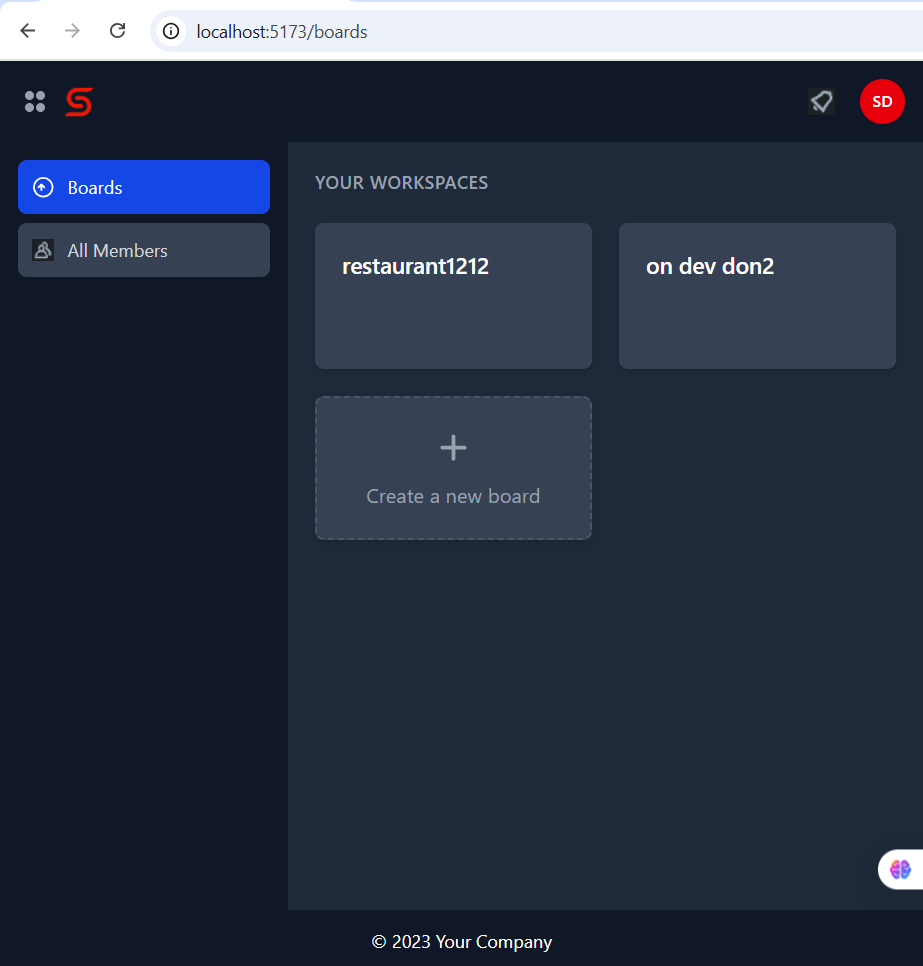 localhost:5173/boards
SD
Boards
All Members
YOUR WORKSPACES
restaurant1212
on dev don2
Create a new board
© 2023 Your Company